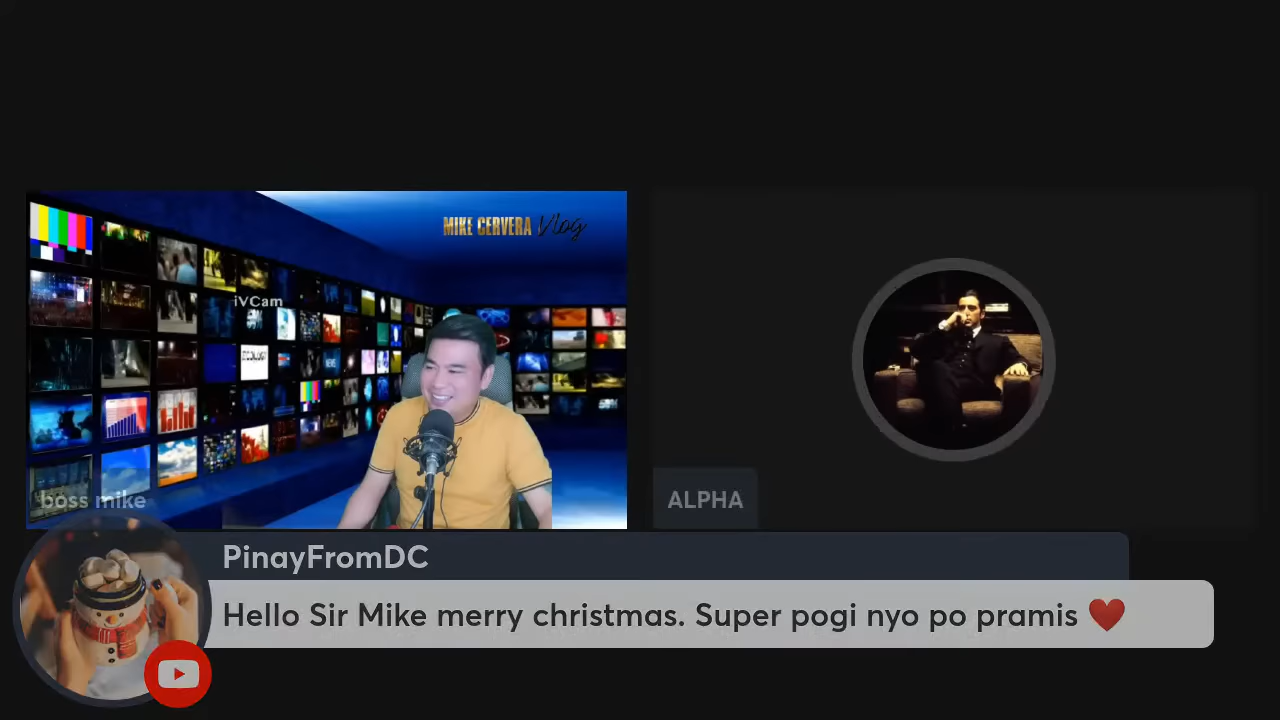 MIKE CERVERA Vlog
iVCam
boss mike
ALPHA
PinayFromDC
Hello Sir Mike merry christmas. Super pogi nyo po pramis ❤️